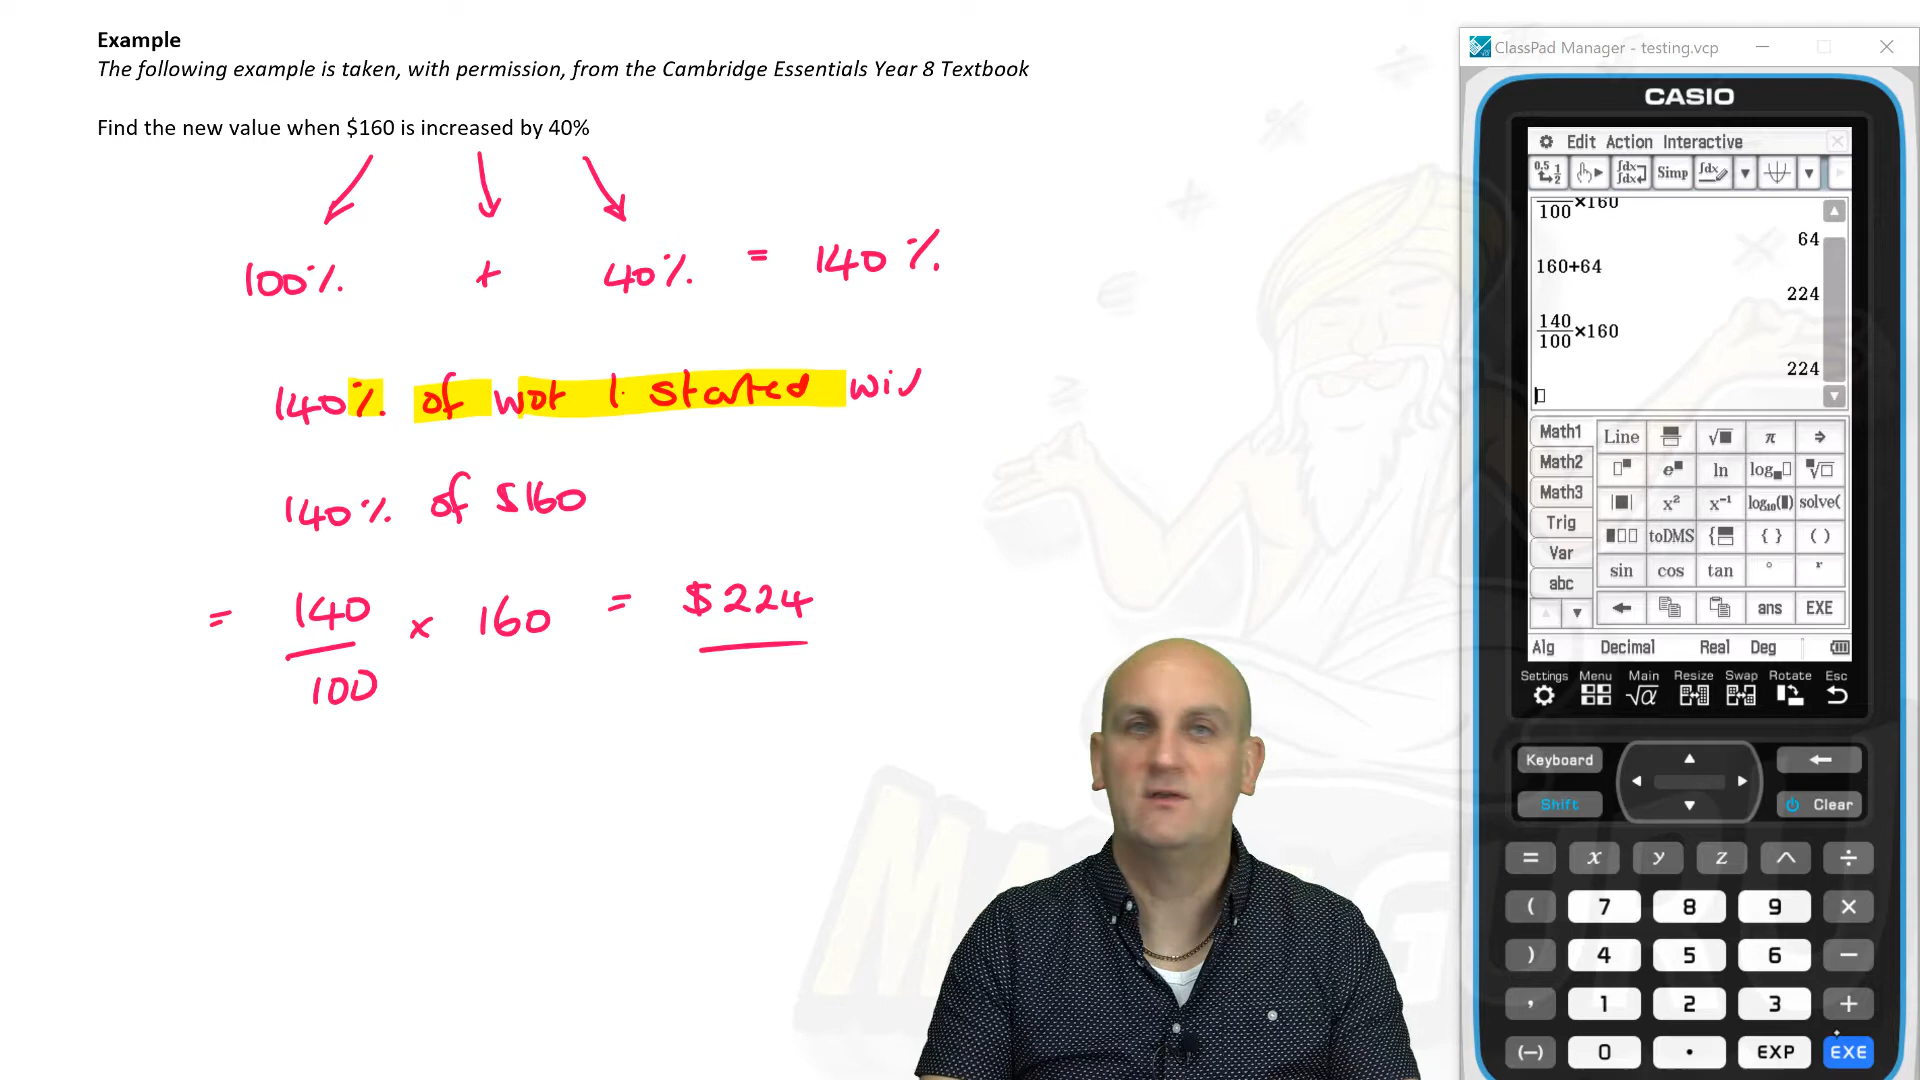 Example
The following example is taken, with permission, from the Cambridge Essentials Year 8 Textbook
Find the new value when $160 is increased by 40%
100% + 40% = 140%
140% of wot I started wi
140% of $160
= 140/100 × 160 = $224
ClassPad Manager - testing.vcp
CASIO
Edit Action Interactive
Simp
100 ×160
64
160+64
224
140/100 ×160
224
Math1 Line √■ π ⇒
Math2 e■ ln log■□
Math3 |■| x² x⁻¹ log₁₀(■) solve(
Trig toDMS { } ( )
Var sin cos tan ° r
abc ans EXE
Alg Decimal Real Deg
Settings Menu Main Resize Swap Rotate Esc
Keyboard
Shift Clear
= x y z ^ ÷
( 7 8 9 ×
) 4 5 6 −
, 1 2 3 +
(−) 0 . EXP EXE